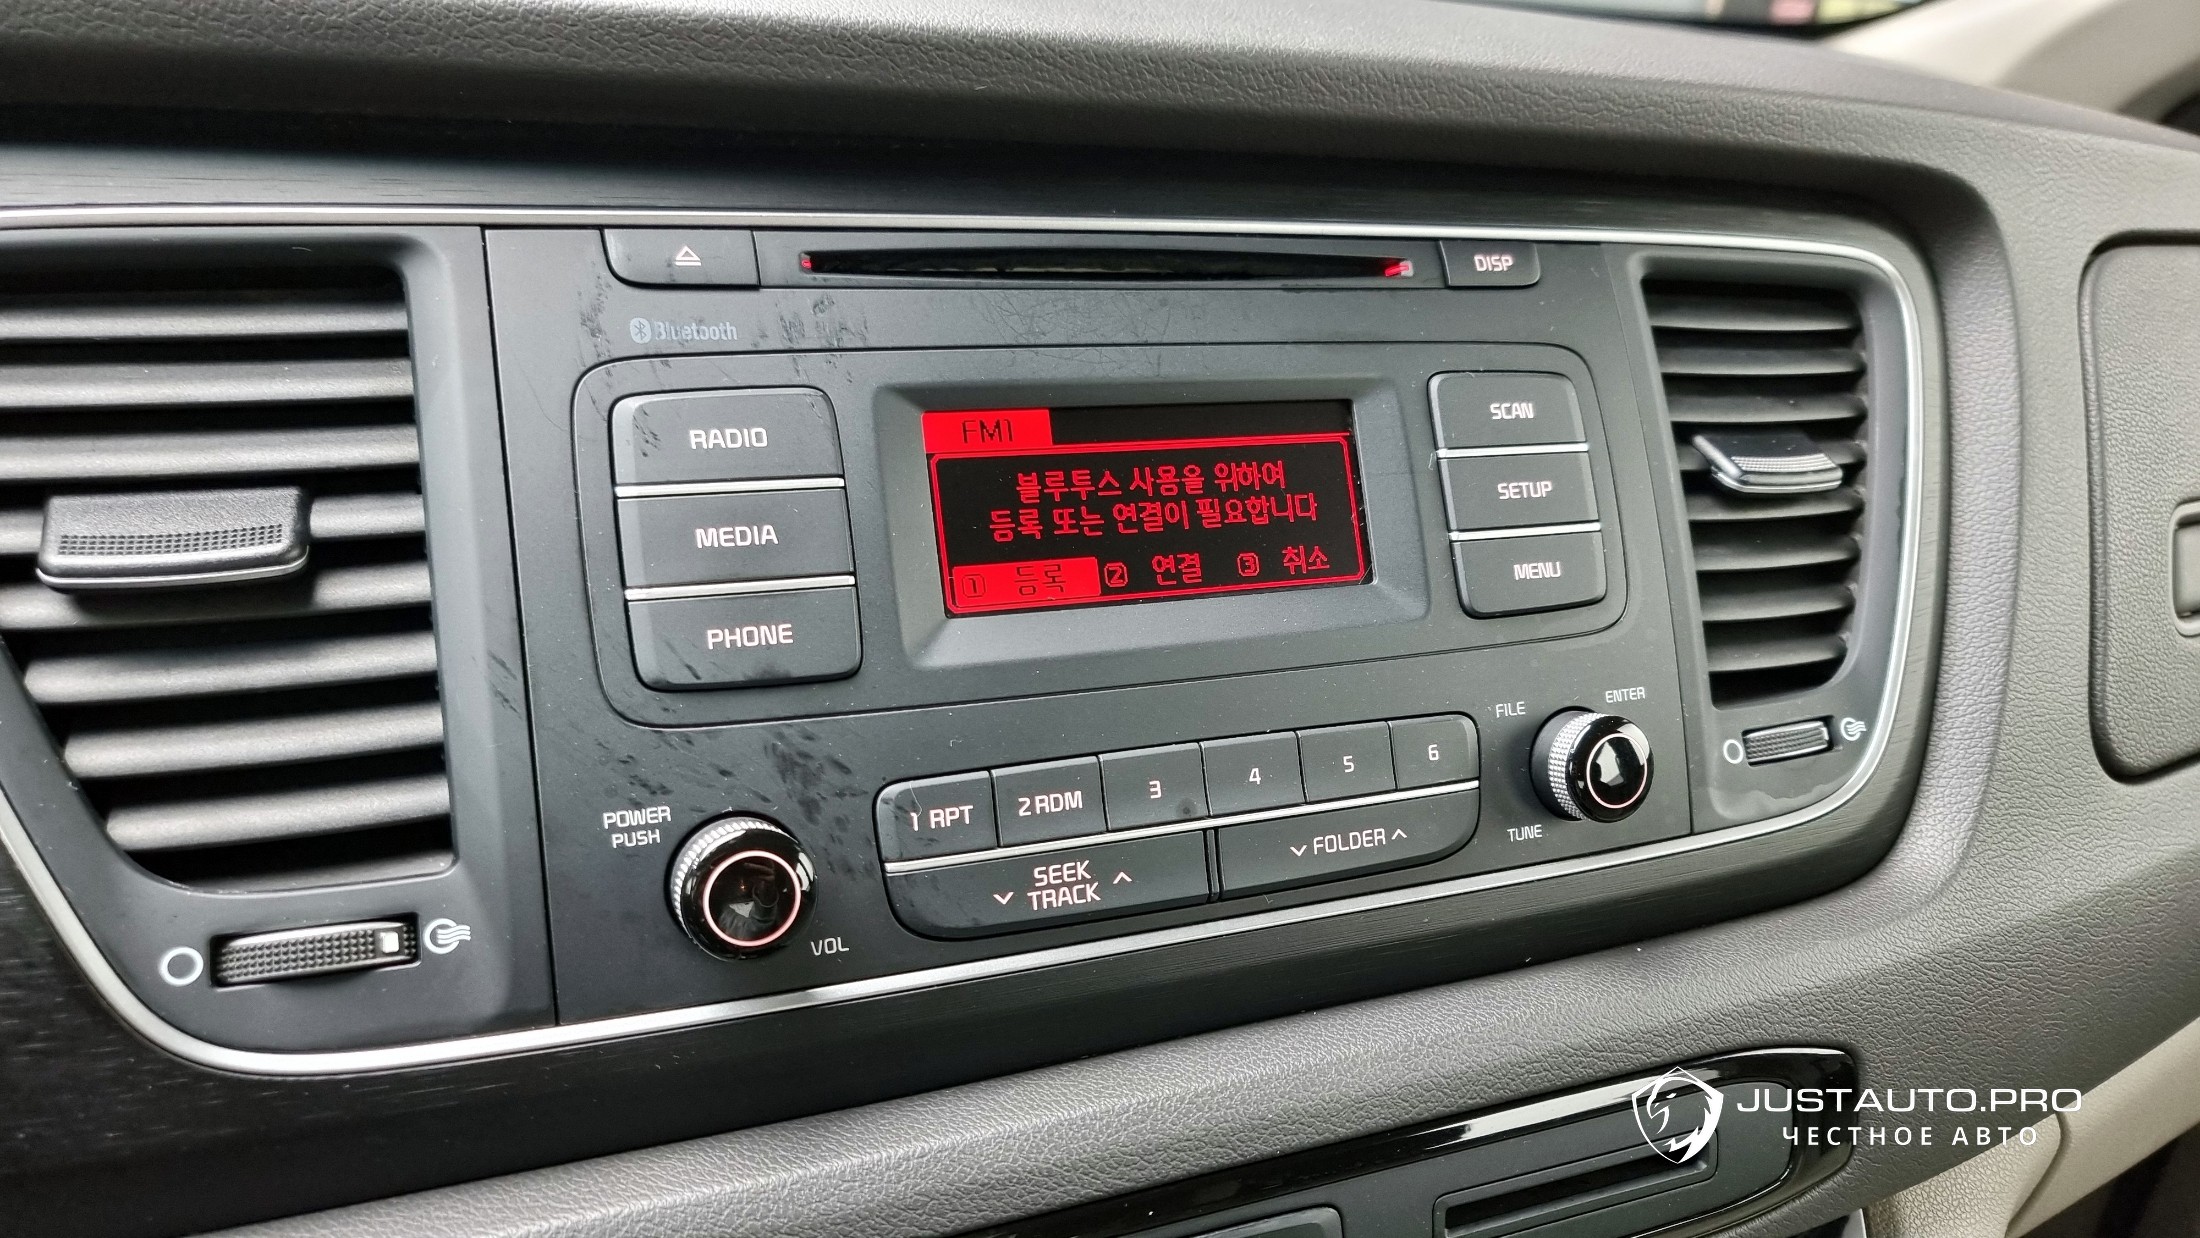 DISP
Bluetooth
RADIO
MEDIA
PHONE
FM1
블루투스 사용을 위하여
등록 또는 연결이 필요합니다
1 등록 2 연결 3 취소
SCAN
SETUP
MENU
POWER
PUSH
VOL
1 RPT
2 RDM
3
4
5
6
SEEK
TRACK
FOLDER
FILE
ENTER
TUNE
JUSTAUTO.PRO
ЧЕСТНОЕ АВТО